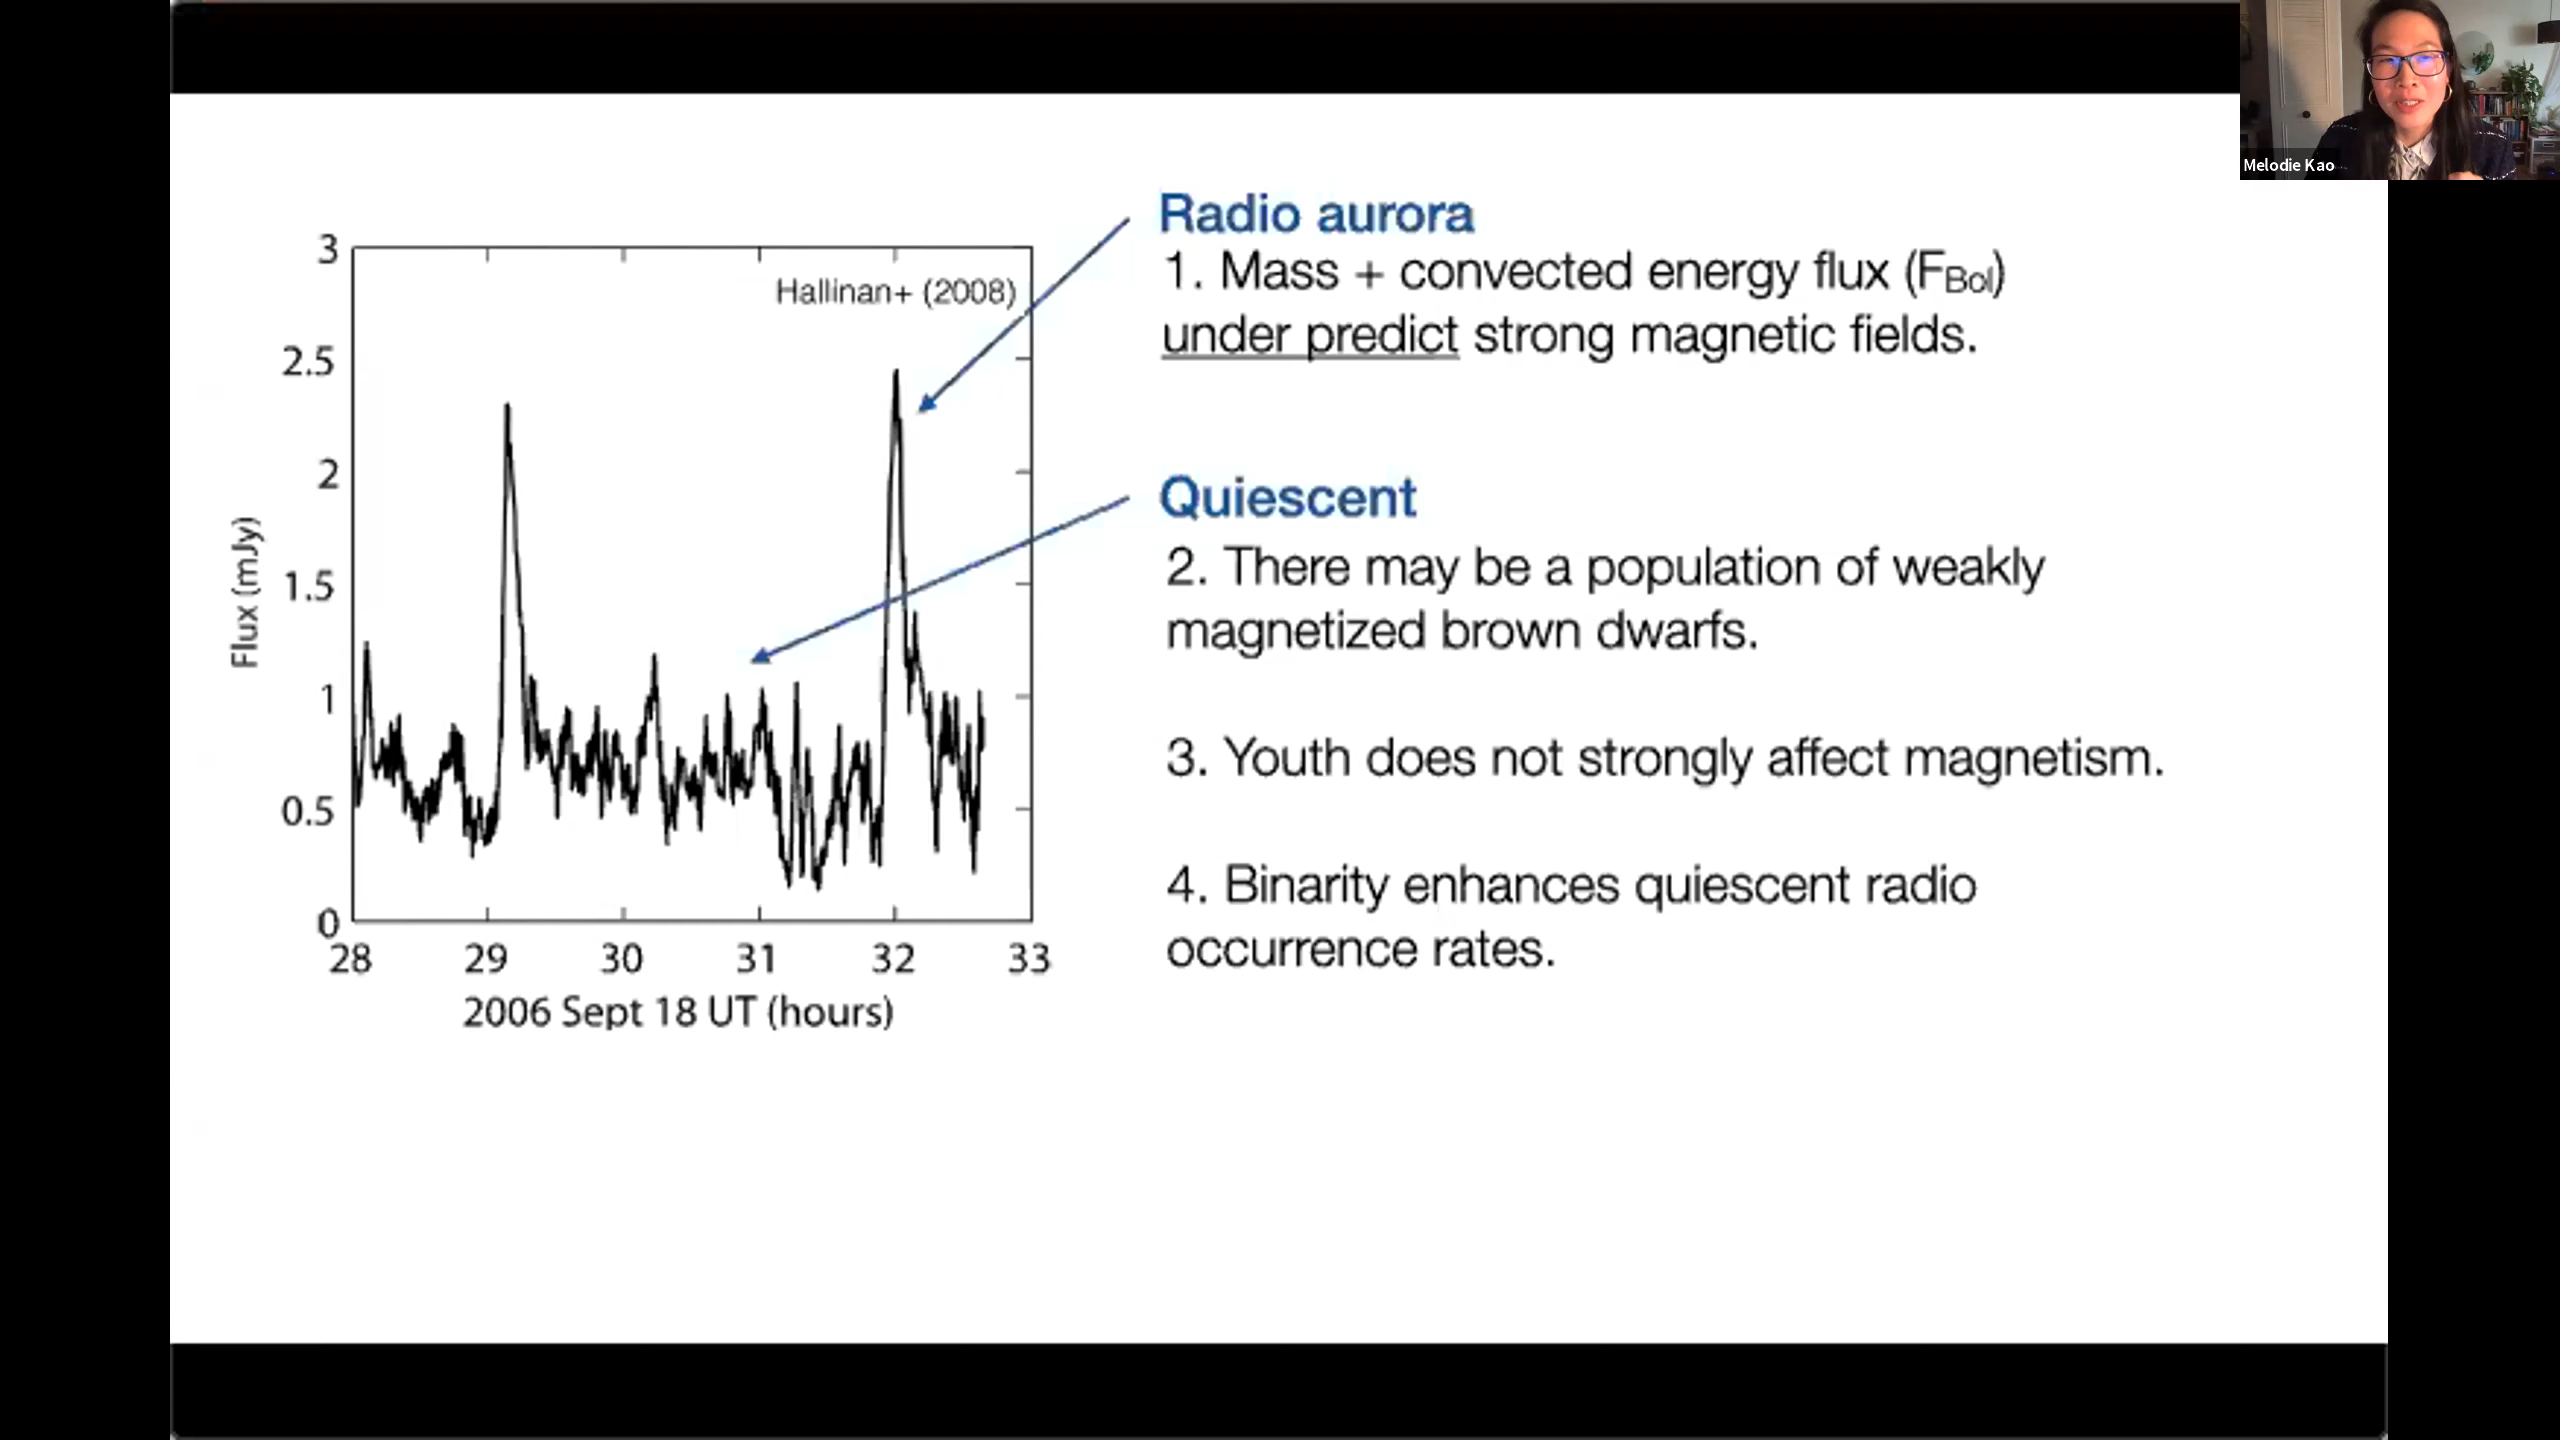 Melodie Kao
Radio aurora
1. Mass + convected energy flux (FBol)
under predict strong magnetic fields.
Quiescent
2. There may be a population of weakly
magnetized brown dwarfs.
3. Youth does not strongly affect magnetism.
4. Binarity enhances quiescent radio
occurrence rates.
Hallinan+ (2008)
Flux (mJy)
3
2.5
2
1.5
1
0.5
0
28 29 30 31 32 33
2006 Sept 18 UT (hours)